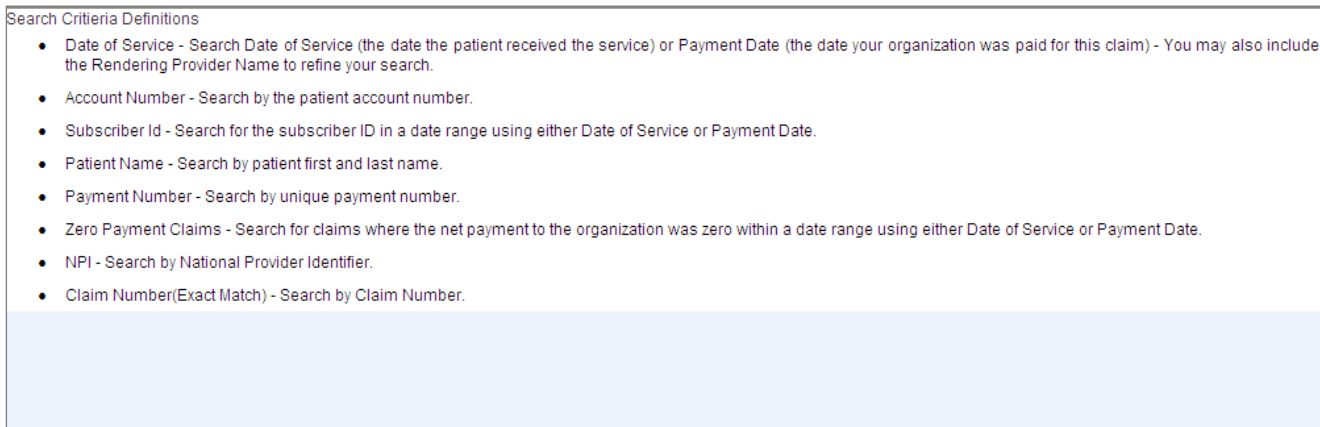 Search Critieria Definitions
• Date of Service - Search Date of Service (the date the patient received the service) or Payment Date (the date your organization was paid for this claim) - You may also include
the Rendering Provider Name to refine your search.
• Account Number - Search by the patient account number.
• Subscriber Id - Search for the subscriber ID in a date range using either Date of Service or Payment Date.
• Patient Name - Search by patient first and last name.
• Payment Number - Search by unique payment number.
• Zero Payment Claims - Search for claims where the net payment to the organization was zero within a date range using either Date of Service or Payment Date.
• NPI - Search by National Provider Identifier.
• Claim Number(Exact Match) - Search by Claim Number.